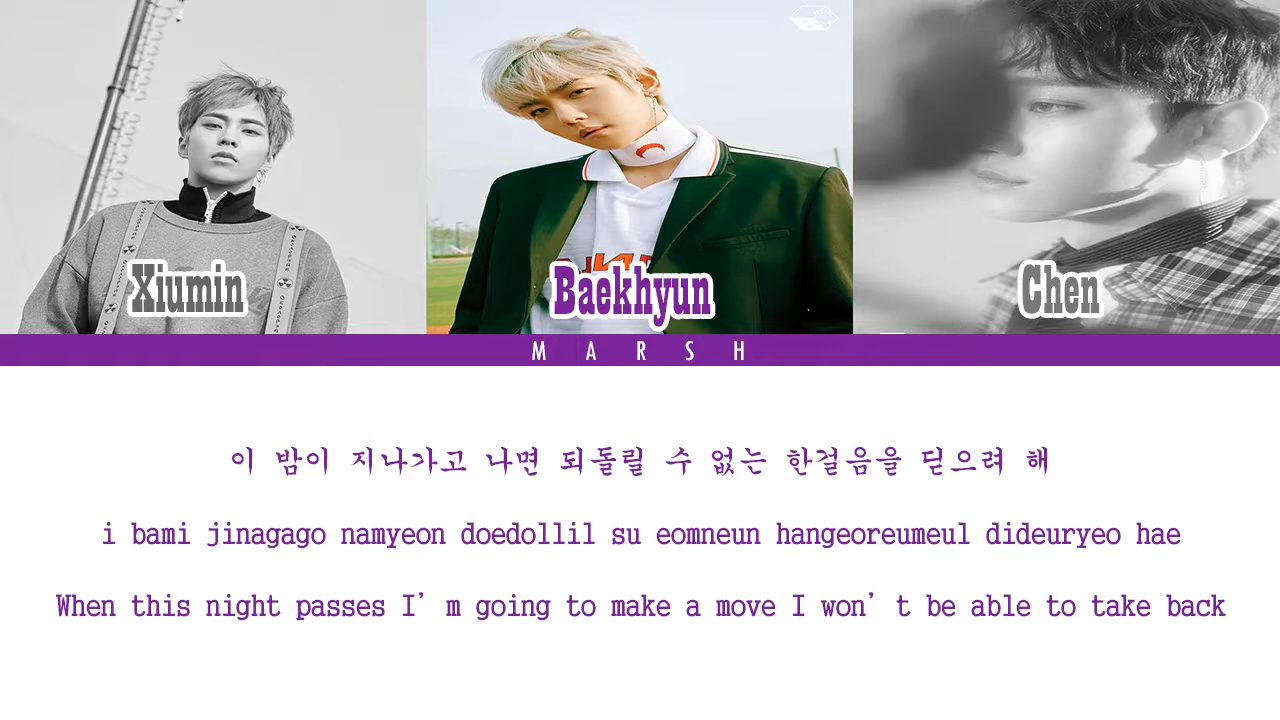 Xiumin
Baekhyun
Chen
MARSH
이 밤이 지나가고 나면 되돌릴 수 없는 한걸음을 딛으려 해
i bami jinagago namyeon doedollil su eomneun hangeoreumeul dideuryeo hae
When this night passes I'm going to make a move I won't be able to take back